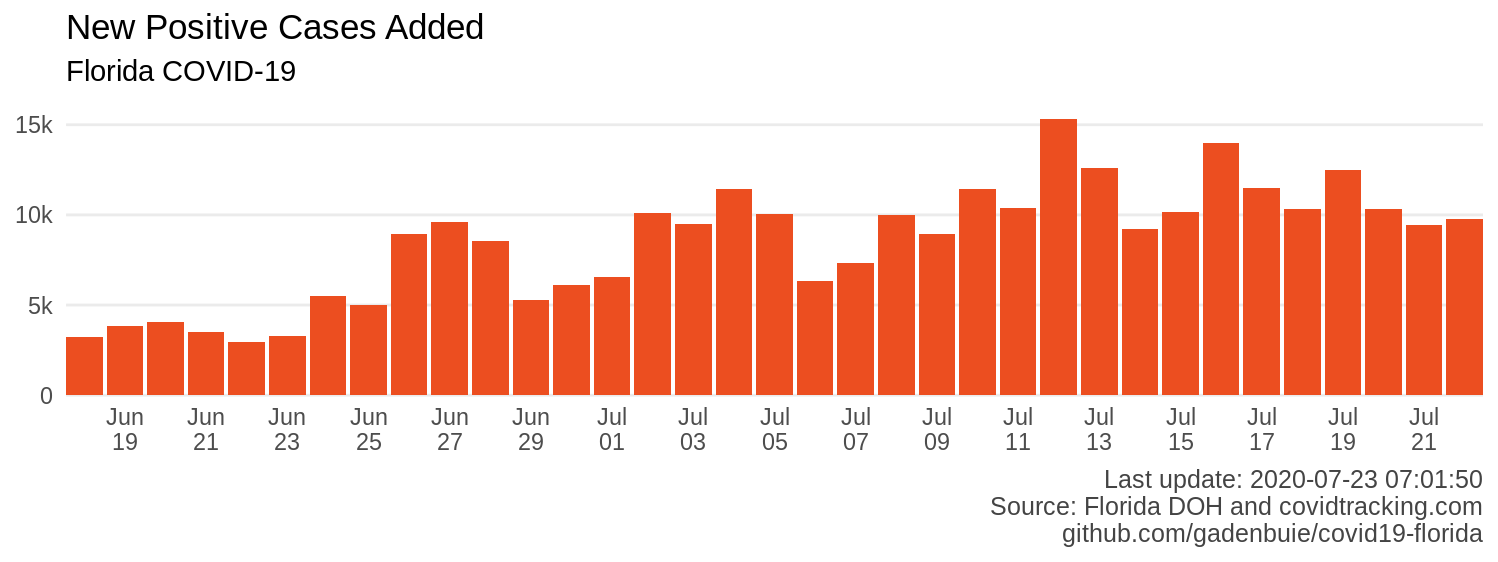 New Positive Cases Added
Florida COVID-19
15k
10k
5k
0
Jun Jun Jun Jun Jun Jun Jul Jul Jul Jul Jul Jul Jul Jul Jul Jul Jul
19 21 23 25 27 29 01 03 05 07 09 11 13 15 17 19 21
Last update: 2020-07-23 07:01:50
Source: Florida DOH and covidtracking.com
github.com/gadenbuie/covid19-florida